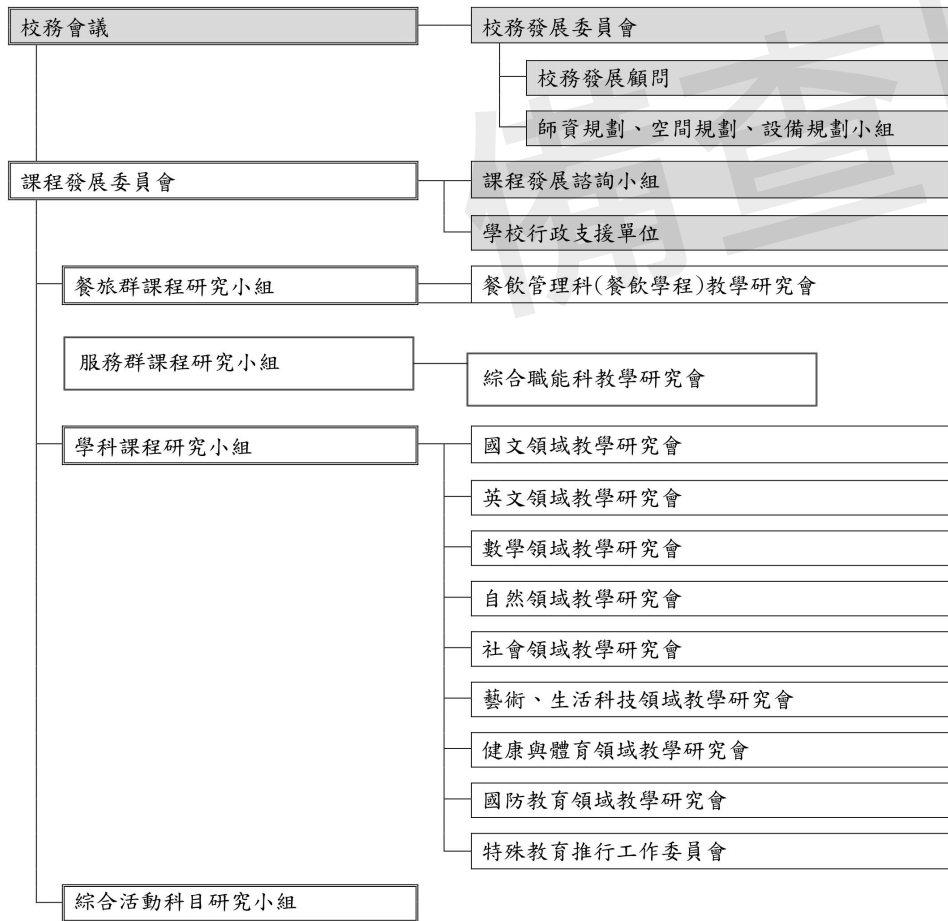 校務會議
校務發展委員會
校務發展顧問
師資規劃、空間規劃、設備規劃小組
課程發展委員會
課程發展諮詢小組
學校行政支援單位
餐旅群課程研究小組
餐飲管理科(餐飲學程)教學研究會
服務群課程研究小組
綜合職能科教學研究會
學科課程研究小組
國文領域教學研究會
英文領域教學研究會
數學領域教學研究會
自然領域教學研究會
社會領域教學研究會
藝術、生活科技領域教學研究會
健康與體育領域教學研究會
國防教育領域教學研究會
特殊教育推行工作委員會
綜合活動科目研究小組
備查